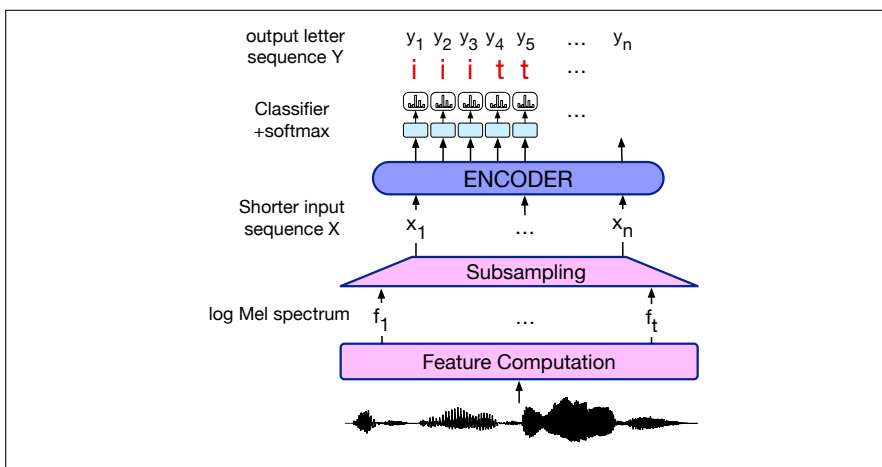 output letter sequence Y
y1 y2 y3 y4 y5 ... yn
i i i t t ...
Classifier +softmax
...
ENCODER
Shorter input sequence X
x1 ... xn
Subsampling
log Mel spectrum
f1 ... ft
Feature Computation